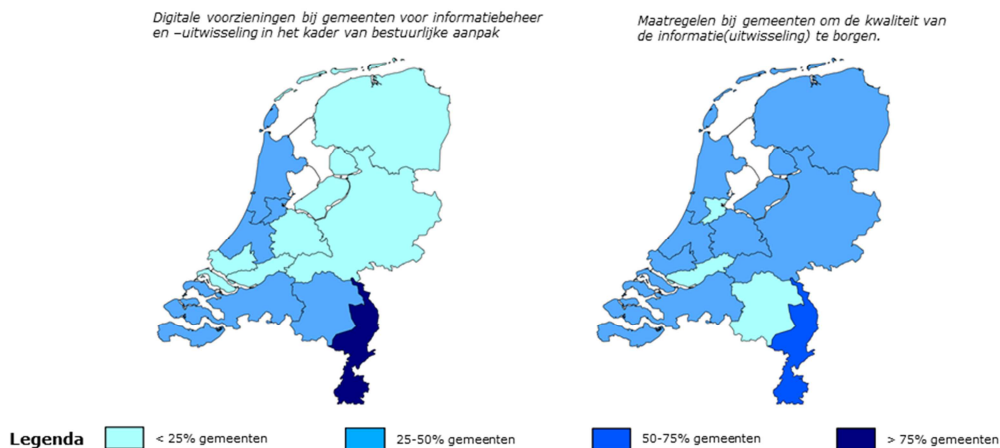 Digitale voorzieningen bij gemeenten voor informatiebeheer
en –uitwisseling in het kader van bestuurlijke aanpak
Maatregelen bij gemeenten om de kwaliteit van
de informatie(uitwisseling) te borgen.
Legenda
< 25% gemeenten
25-50% gemeenten
50-75% gemeenten
> 75% gemeenten